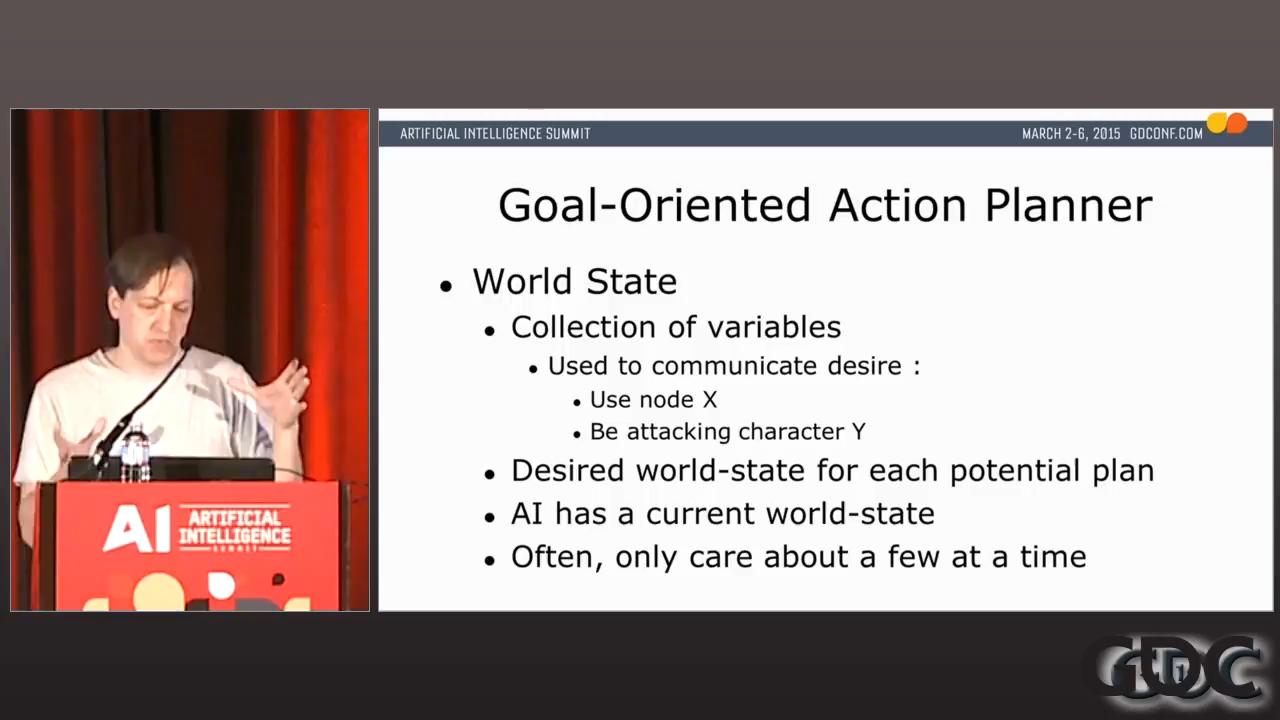 ARTIFICIAL INTELLIGENCE SUMMIT
MARCH 2-6, 2015 GDCONF.COM
Goal-Oriented Action Planner
• World State
• Collection of variables
• Used to communicate desire :
• Use node X
• Be attacking character Y
• Desired world-state for each potential plan
• AI has a current world-state
• Often, only care about a few at a time
AI ARTIFICIAL
INTELLIGENCE
SUMMIT
GDC